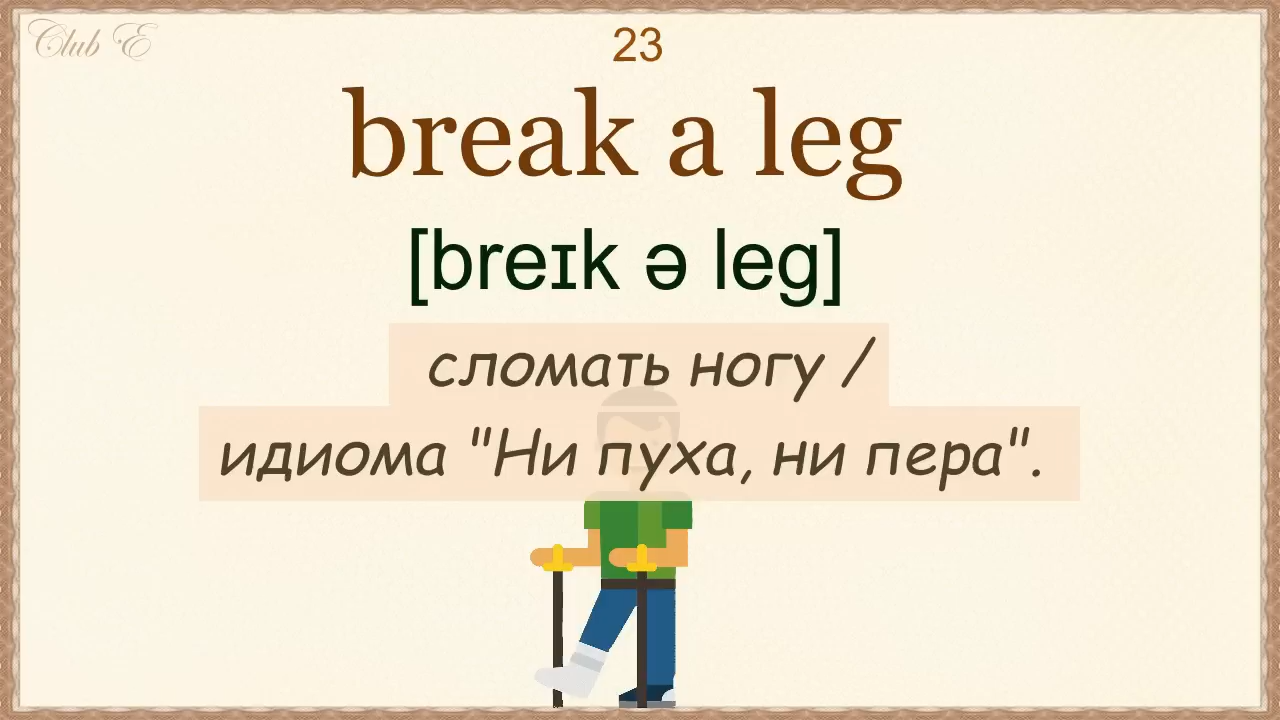 Club E
23
break a leg
[breɪk ə leg]
сломать ногу /
идиома "Ни пуха, ни пера".